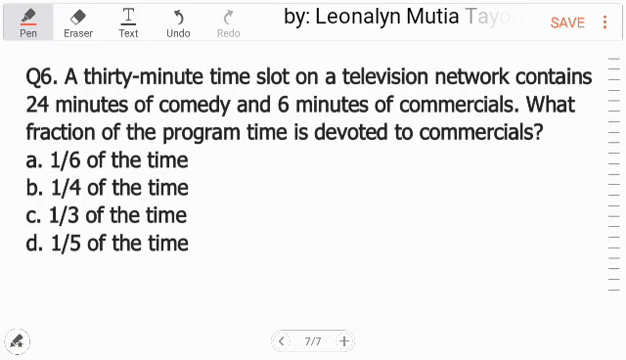 by: Leonalyn Mutia Tayon
SAVE
Pen
Eraser
Text
Undo
Redo
Q6. A thirty-minute time slot on a television network contains
24 minutes of comedy and 6 minutes of commercials. What
fraction of the program time is devoted to commercials?
a. 1/6 of the time
b. 1/4 of the time
c. 1/3 of the time
d. 1/5 of the time
7/7